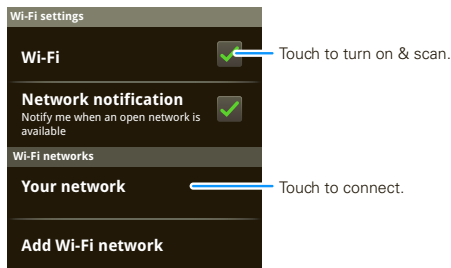 Wi-Fi settings
Wi-Fi
Touch to turn on & scan.
Network notification
Notify me when an open network is
available
Wi-Fi networks
Your network
Touch to connect.
Add Wi-Fi network